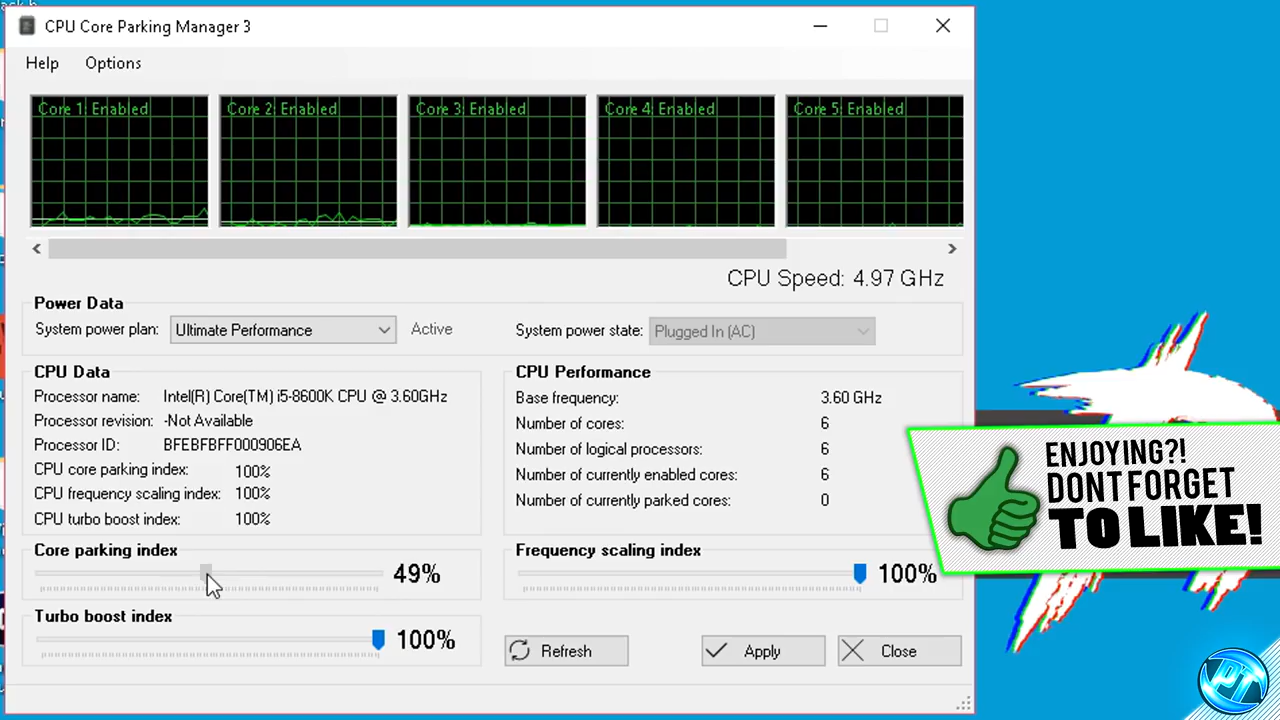 CPU Core Parking Manager 3
Help Options
Core 1: Enabled Core 2: Enabled Core 3: Enabled Core 4: Enabled Core 5: Enabled
CPU Speed: 4.97 GHz
Power Data
System power plan: Ultimate Performance Active System power state: Plugged In (AC)
CPU Data
Processor name: Intel(R) Core(TM) i5-8600K CPU @ 3.60GHz
Processor revision: -Not Available
Processor ID: BFEBFBFF000906EA
CPU core parking index: 100%
CPU frequency scaling index: 100%
CPU turbo boost index: 100%
CPU Performance
Base frequency: 3.60 GHz
Number of cores: 6
Number of logical processors: 6
Number of currently enabled cores: 6
Number of currently parked cores: 0
ENJOYING?!
DONT FORGET
TO LIKE!
Core parking index
49%
Frequency scaling index
100%
Turbo boost index
100%
Refresh Apply Close
PT